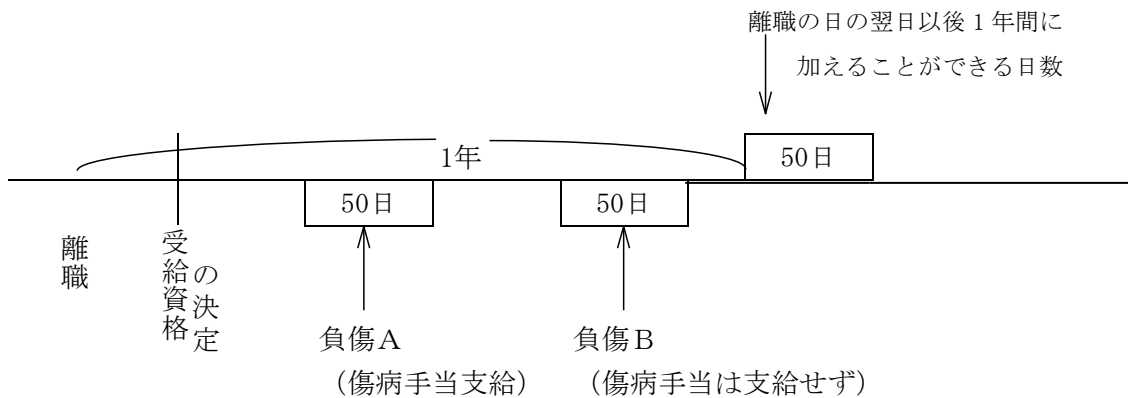 離職の日の翌日以後1年間に
加えることができる日数
1年
50日
50日
50日
離職
受給資格
の決定
負傷A
（傷病手当支給）
負傷B
（傷病手当は支給せず）